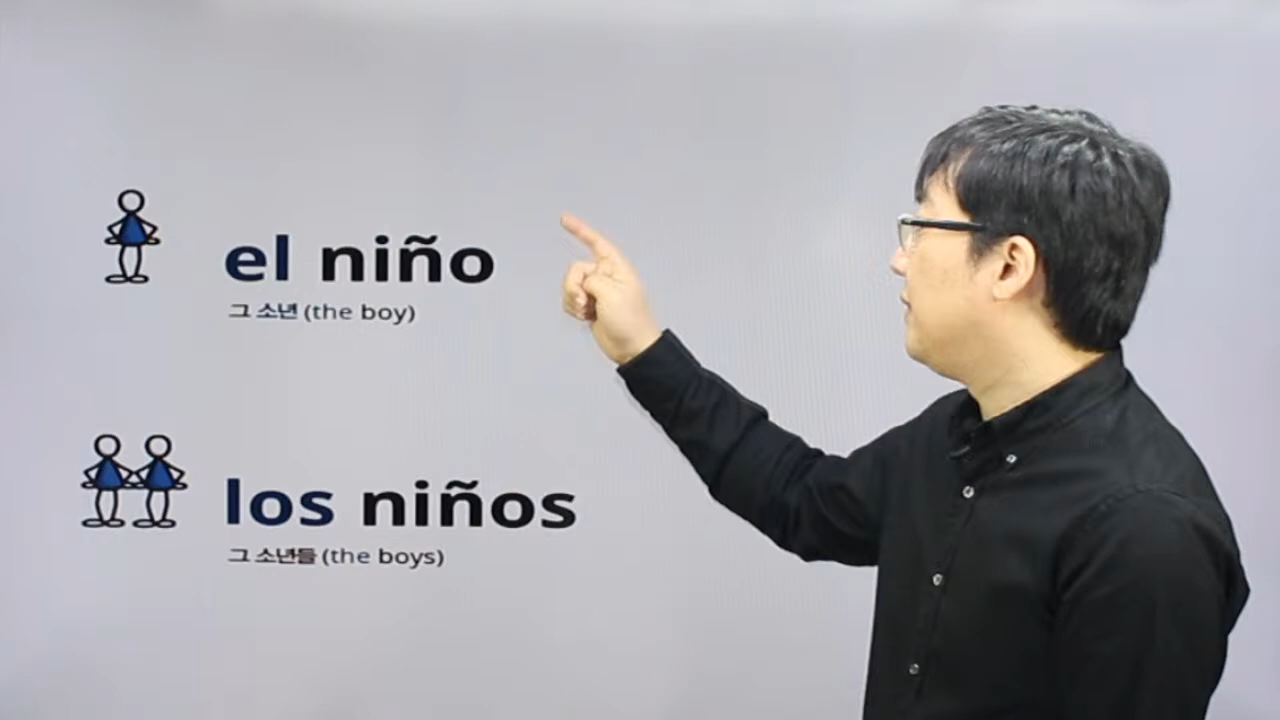 el niño
그 소년 (the boy)
los niños
그 소년들 (the boys)